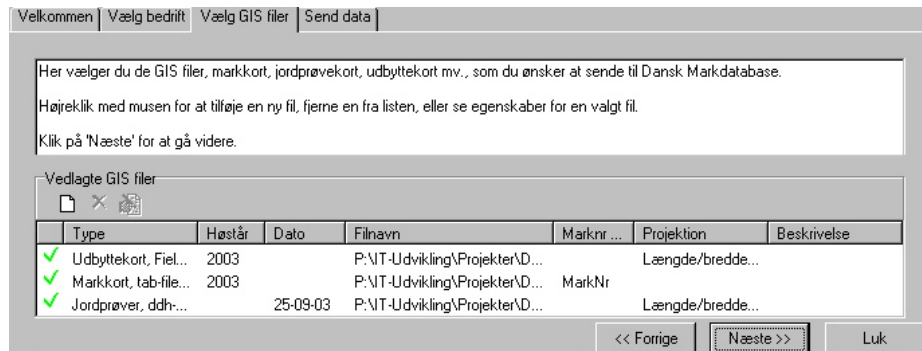 Velkommen Vælg bedrift Vælg GIS filer Send data
Her vælger du de GIS filer, markkort, jordprøvekort, udbyttekort mv., som du ønsker at sende til Dansk Markdatabase.
Højreklik med musen for at tilføje en ny fil, fjerne en fra listen, eller se egenskaber for en valgt fil.
Klik på 'Næste' for at gå videre.
Vedlagte GIS filer
Type Høstår Dato Filnavn Marknr ... Projektion Beskrivelse
Udbyttekort, Fiel... 2003 P:\IT-Udvikling\Projekter\D... Længde/bredde...
Markkort, tab-file... 2003 P:\IT-Udvikling\Projekter\D... MarkNr
Jordprøver, ddh-... 25-09-03 P:\IT-Udvikling\Projekter\D... Længde/bredde...
<< Forrige Næste >> Luk